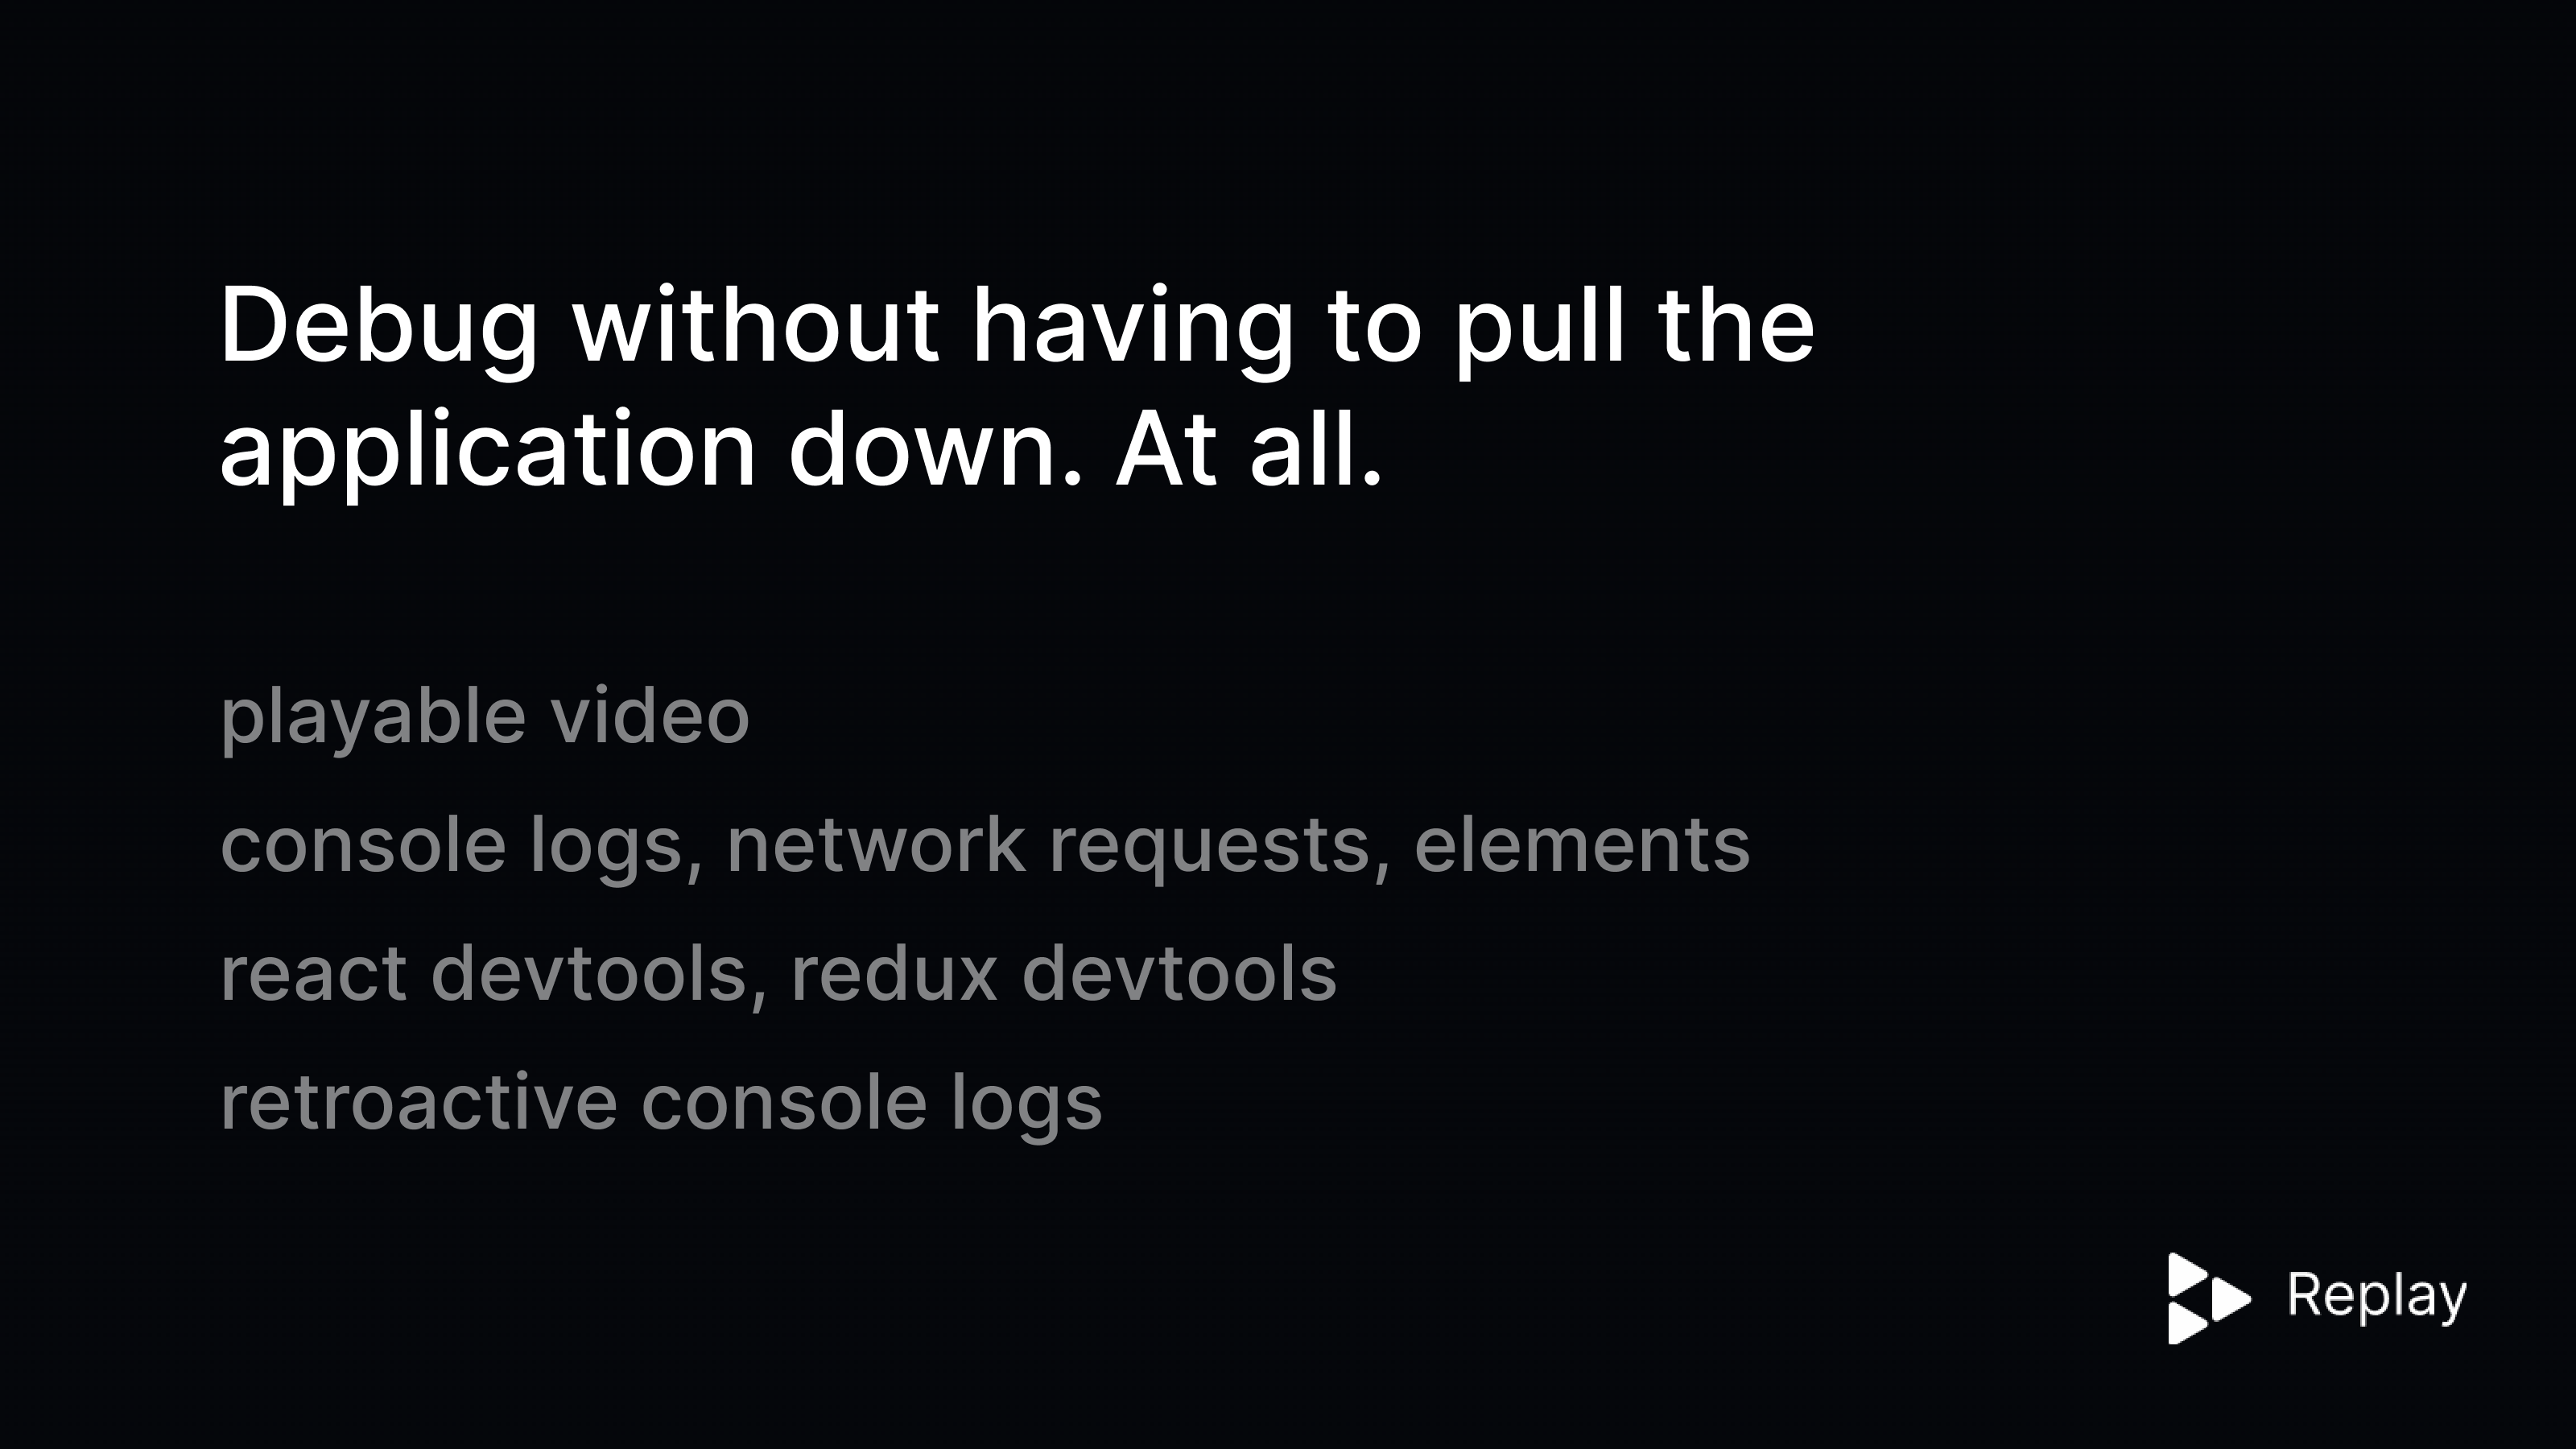 Debug without having to pull the
application down. At all.
playable video
console logs, network requests, elements
react devtools, redux devtools
retroactive console logs
Replay